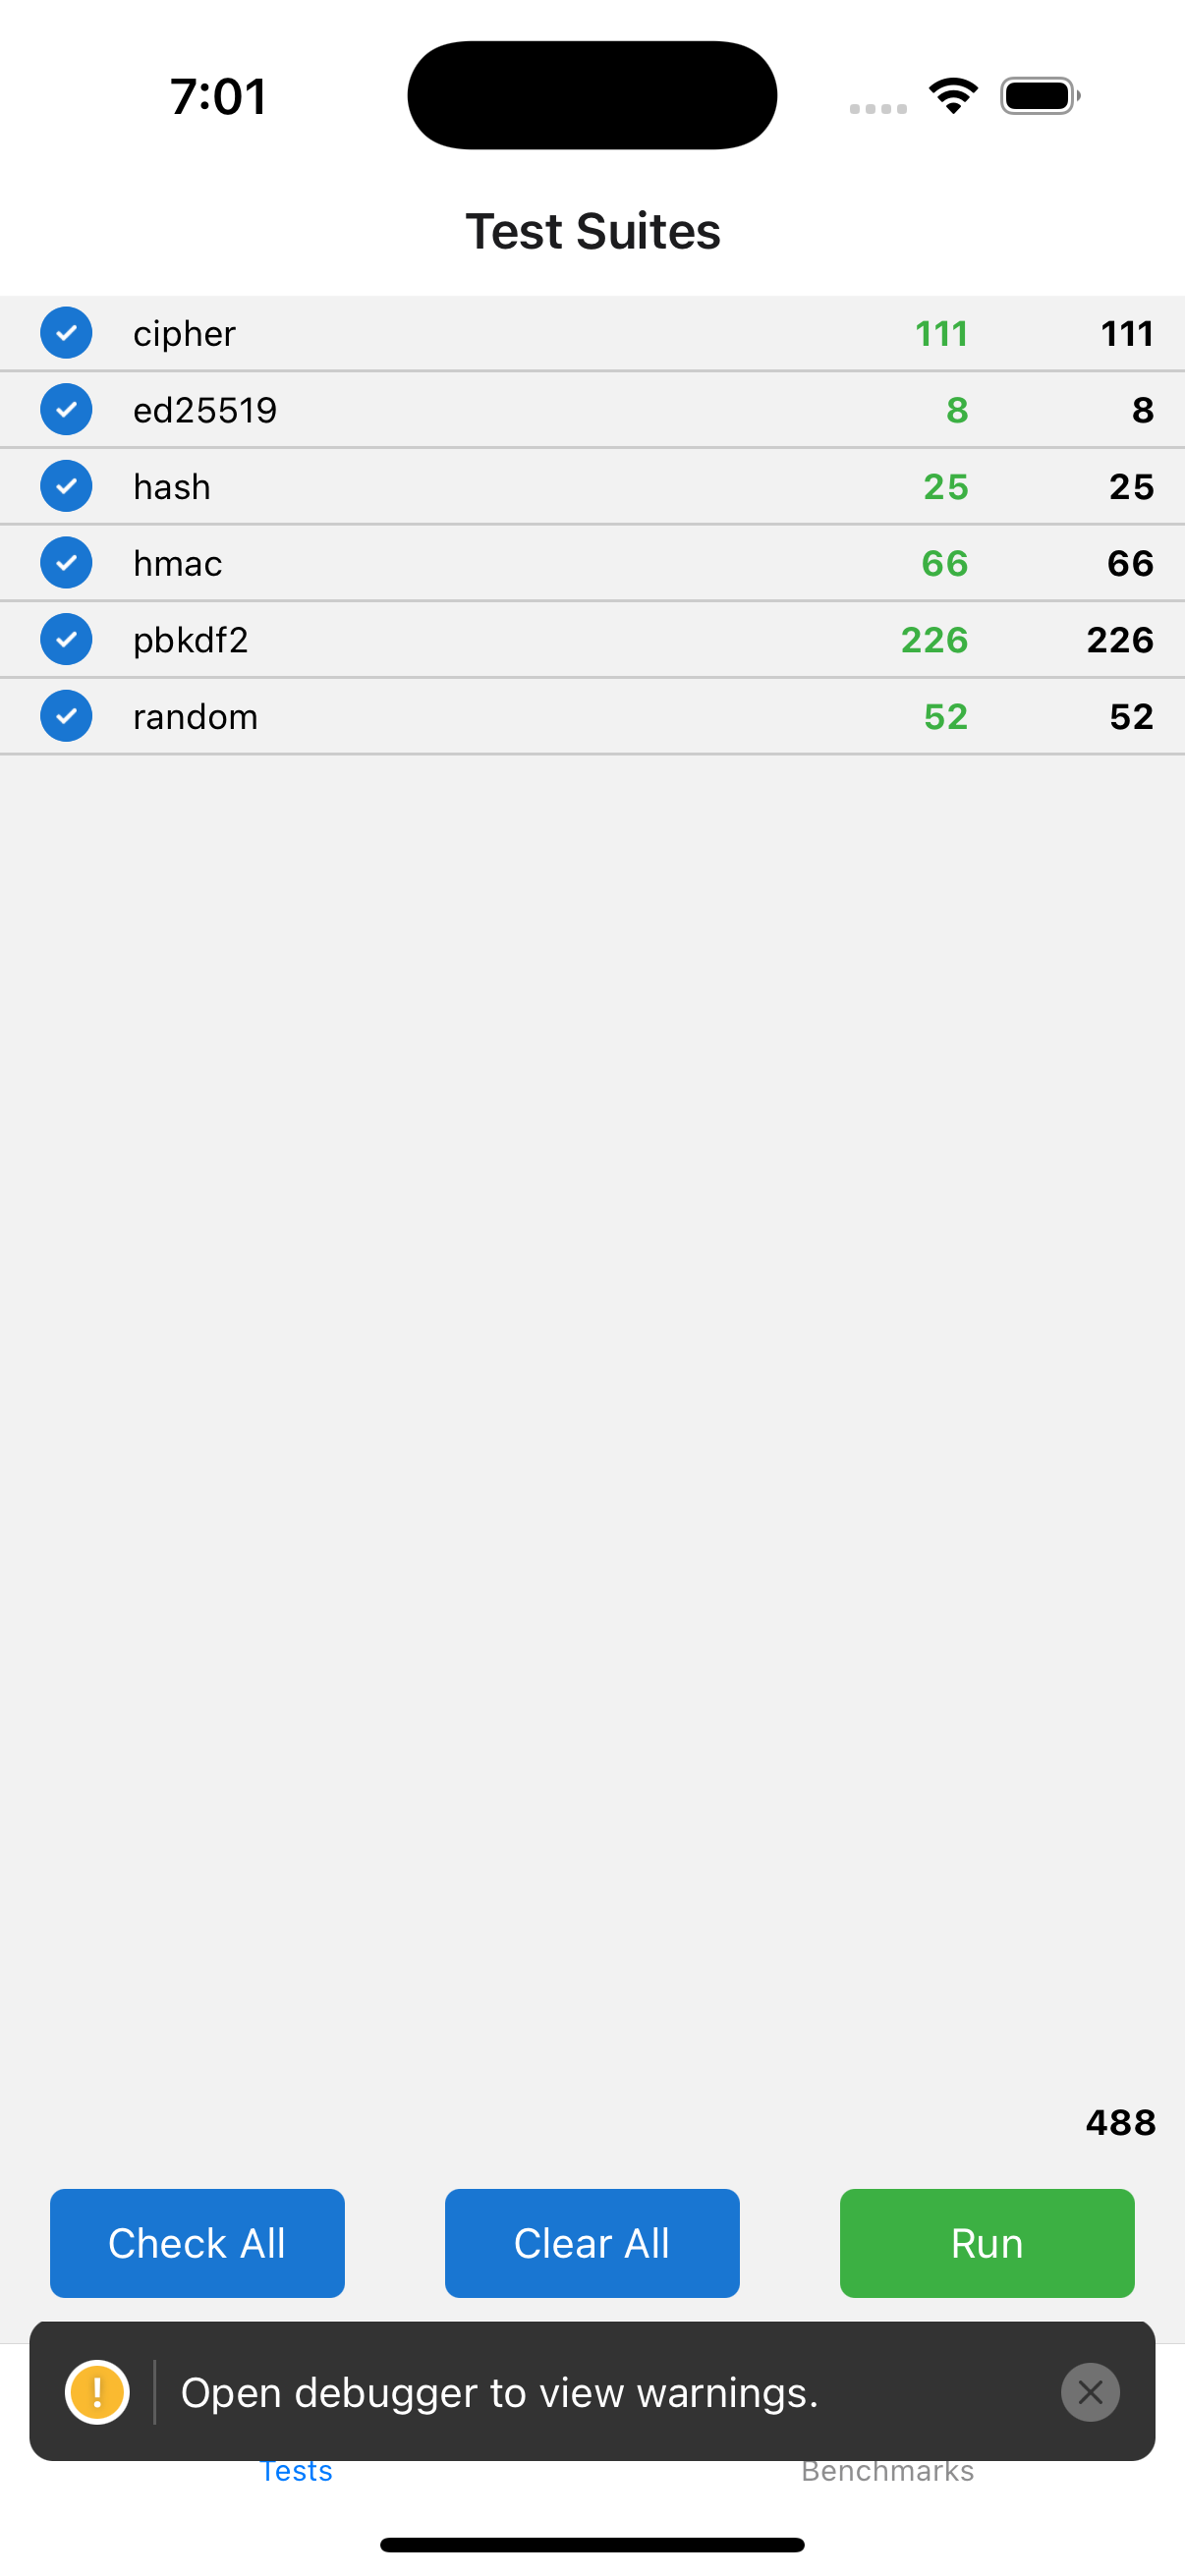 7:01
Test Suites
cipher 111 111
ed25519 8 8
hash 25 25
hmac 66 66
pbkdf2 226 226
random 52 52
488
Check All Clear All Run
! Open debugger to view warnings.
Tests Benchmarks